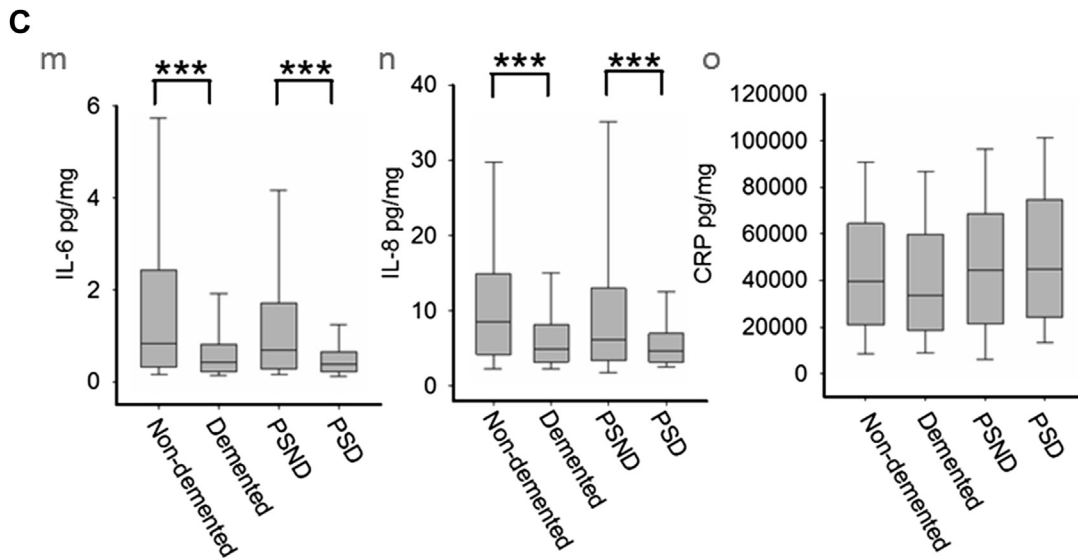 C
m
***
***
IL-6 pg/mg
6
4
2
0
Non-demented
Demented
PSND
PSD
n
***
***
IL-8 pg/mg
40
30
20
10
0
Non-demented
Demented
PSND
PSD
o
CRP pg/mg
120000
100000
80000
60000
40000
20000
0
Non-demented
Demented
PSND
PSD